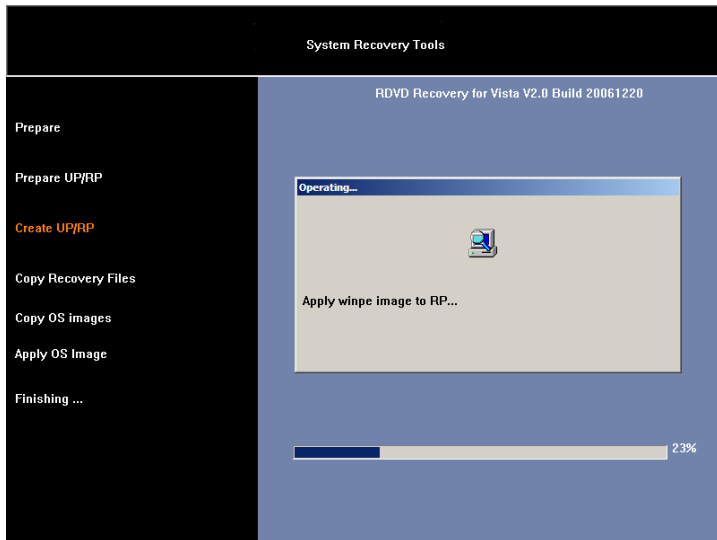 System Recovery Tools
RDVD Recovery for Vista V2.0 Build 20061220
Prepare
Prepare UP/RP
Create UP/RP
Copy Recovery Files
Copy OS images
Apply OS Image
Finishing ...
Operating...
Apply winpe image to RP...
23%